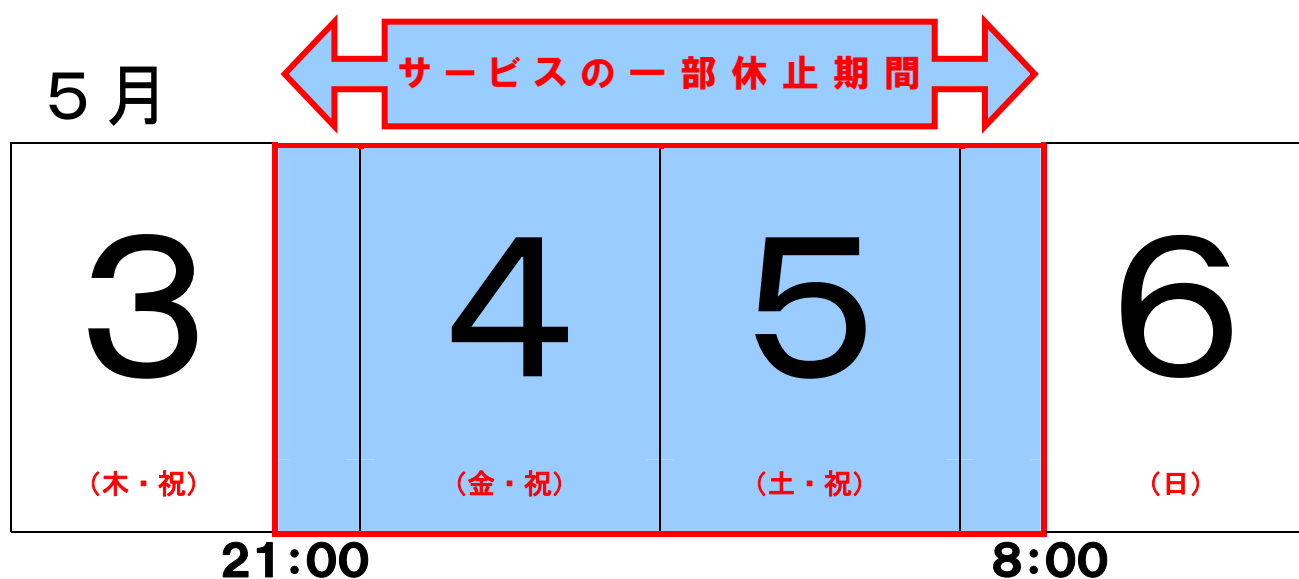 サービスの一部休止期間
５月
3 4 5 6
（木・祝） （金・祝） （土・祝） （日）
21:00 8:00